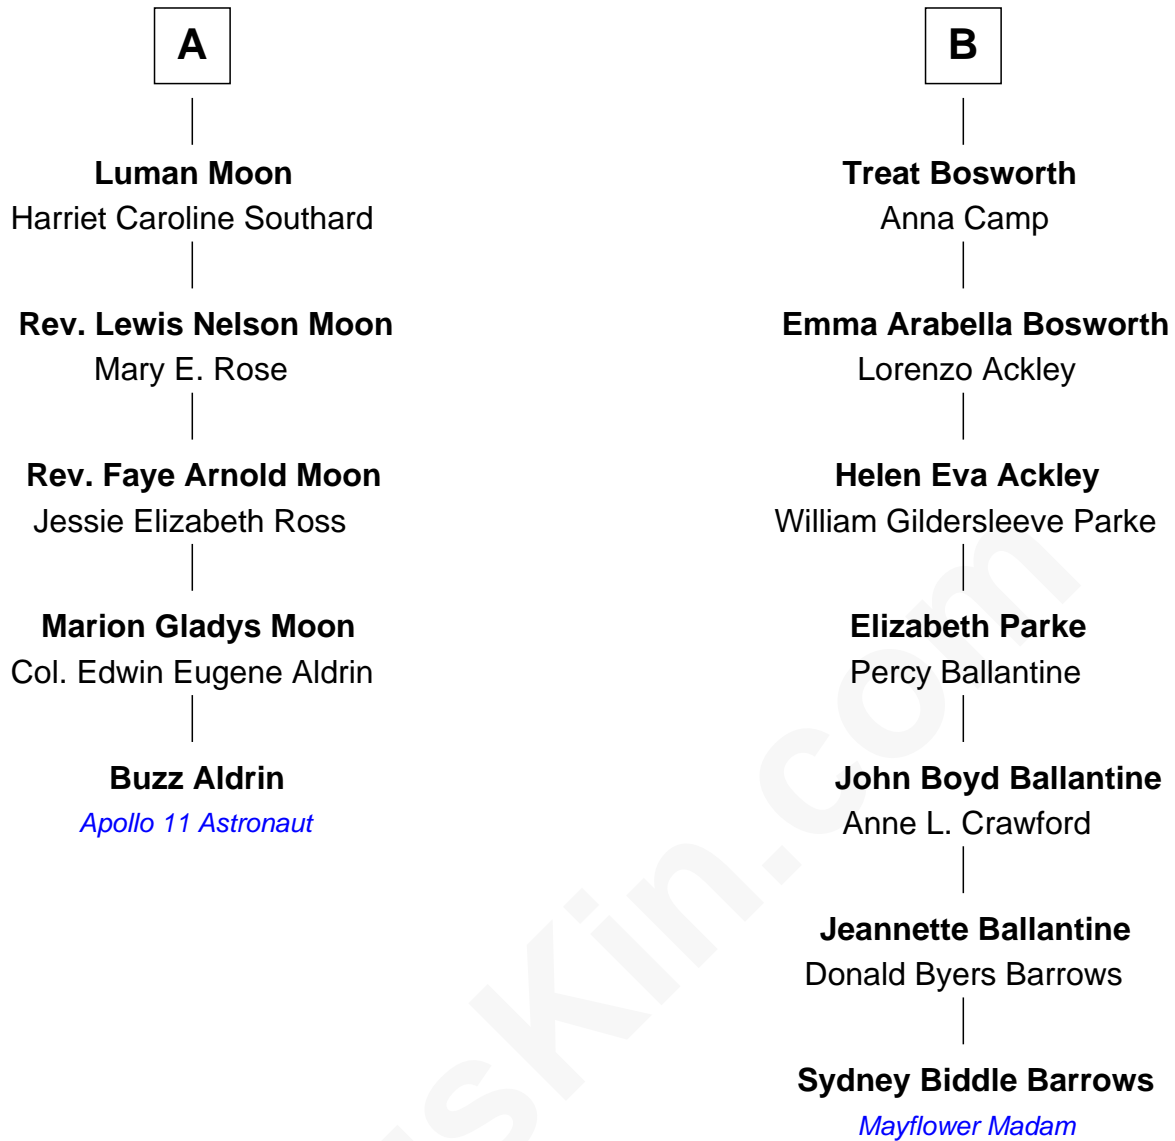 A
Luman Moon
Harriet Caroline Southard
Rev. Lewis Nelson Moon
Mary E. Rose
Rev. Faye Arnold Moon
Jessie Elizabeth Ross
Marion Gladys Moon
Col. Edwin Eugene Aldrin
Buzz Aldrin
Apollo 11 Astronaut
B
Treat Bosworth
Anna Camp
Emma Arabella Bosworth
Lorenzo Ackley
Helen Eva Ackley
William Gildersleeve Parke
Elizabeth Parke
Percy Ballantine
John Boyd Ballantine
Anne L. Crawford
Jeannette Ballantine
Donald Byers Barrows
Sydney Biddle Barrows
Mayflower Madam